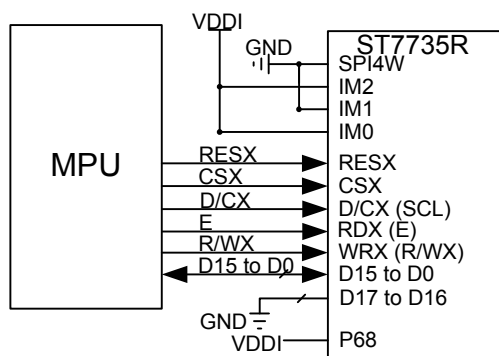 VDDI
GND
ST7735R
SPI4W
IM2
IM1
IM0
MPU
RESX
RESX
CSX
CSX
D/CX
D/CX (SCL)
E
RDX (E)
R/WX
WRX (R/WX)
D15 to D0
D15 to D0
D17 to D16
GND
VDDI
P68